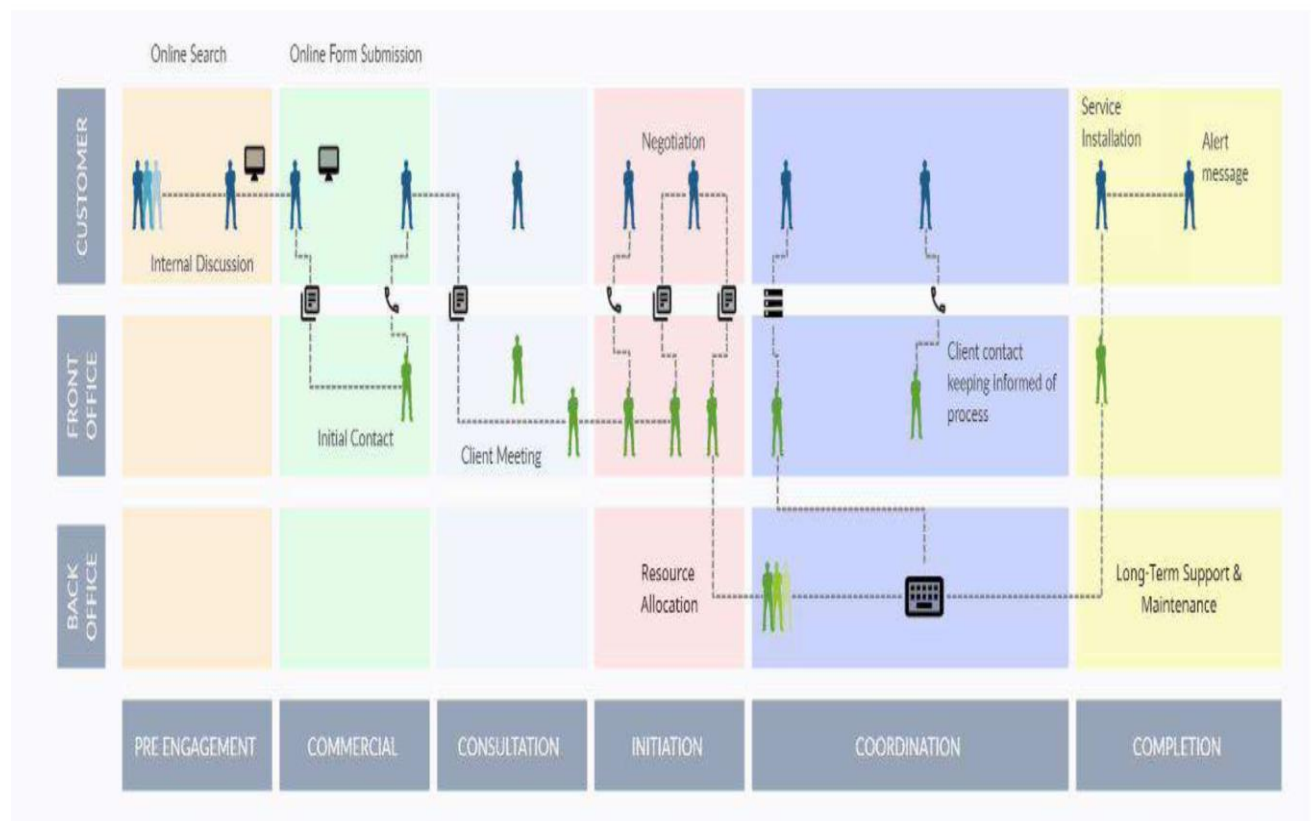 Online Search
Online Form Submission
CUSTOMER
Internal Discussion
Negotiation
Service
Installation
Alert
message
FRONT
OFFICE
Initial Contact
Client Meeting
Client contact
keeping informed of
process
BACK
OFFICE
Resource
Allocation
Long-Term Support &
Maintenance
PRE ENGAGEMENT
COMMERCIAL
CONSULTATION
INITIATION
COORDINATION
COMPLETION